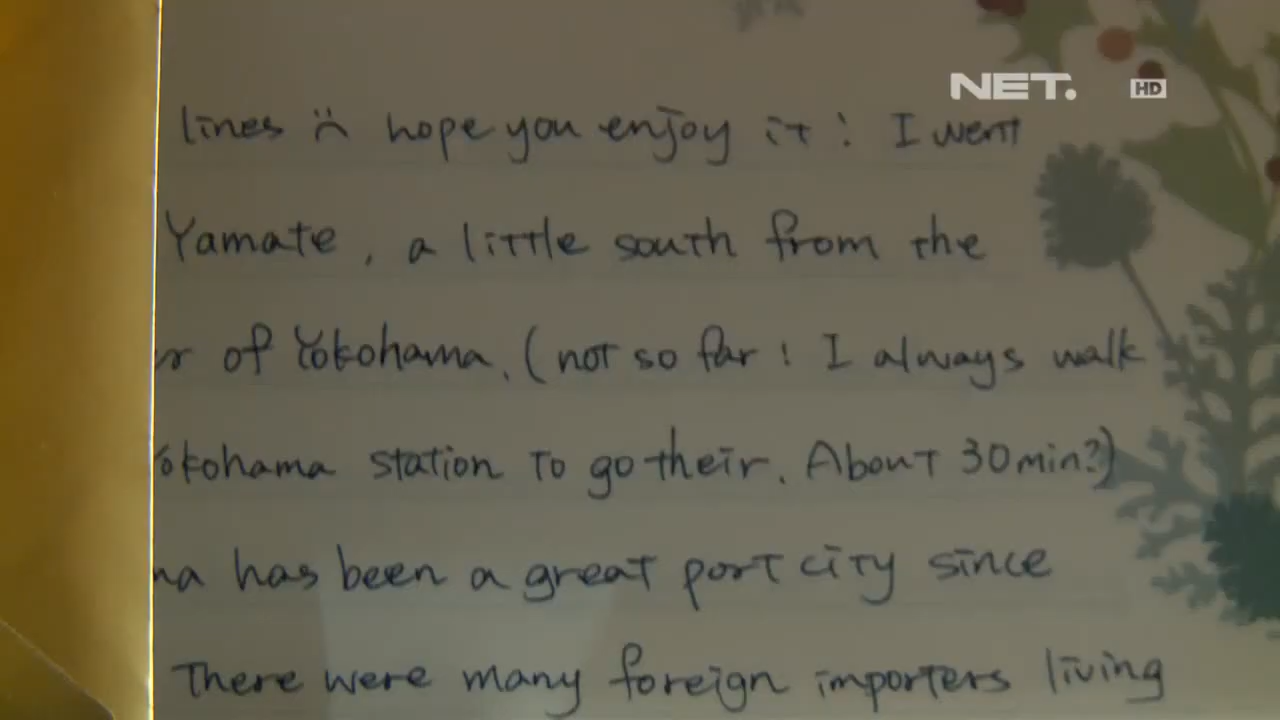 NET. HD
lines :( hope you enjoy it! I went
Yamate, a little south from the
r of Yokohama. (not so far! I always walk
okohama station to go their. About 30min?)
na has been a great port city since
There were many foreign importers living